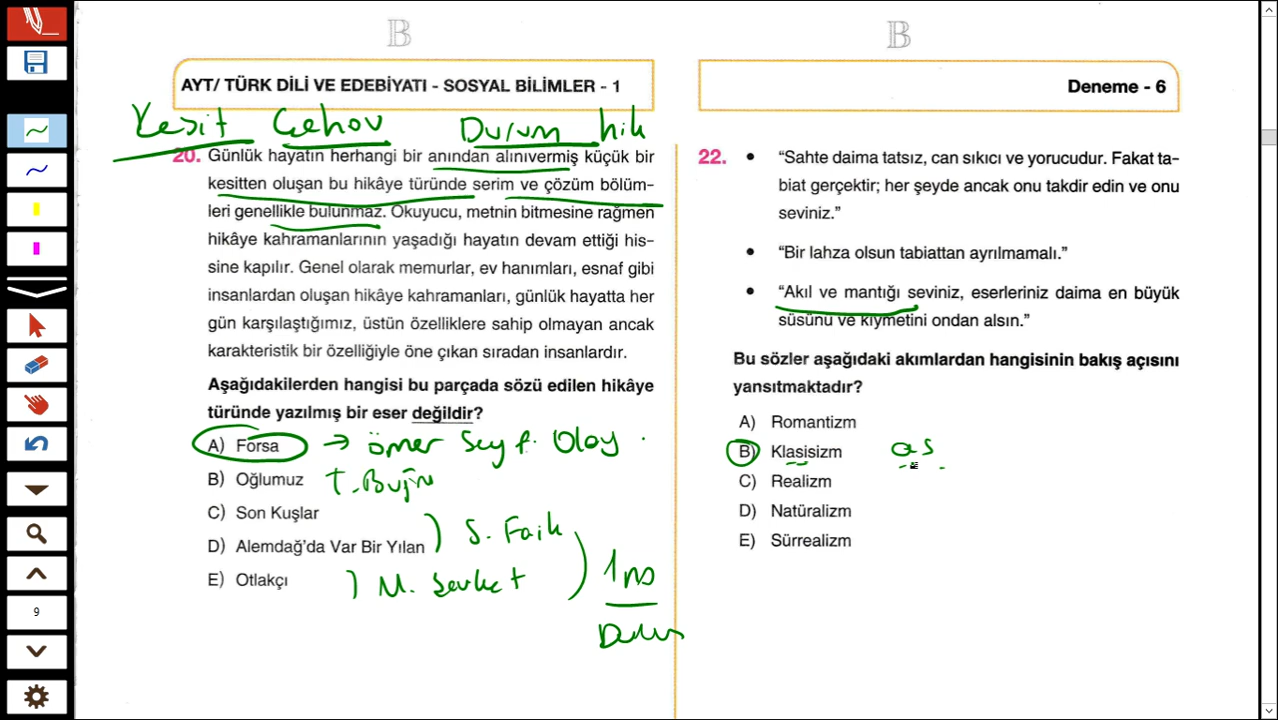 B
B
AYT/ TÜRK DİLİ VE EDEBİYATI - SOSYAL BİLİMLER - 1
Deneme - 6
Kesit Çehov Durum hik
20. Günlük hayatın herhangi bir anından alınıvermiş küçük bir
kesitten oluşan bu hikâye türünde serim ve çözüm bölüm-
leri genellikle bulunmaz. Okuyucu, metnin bitmesine rağmen
hikâye kahramanlarının yaşadığı hayatın devam ettiği his-
sine kapılır. Genel olarak memurlar, ev hanımları, esnaf gibi
insanlardan oluşan hikâye kahramanları, günlük hayatta her
gün karşılaştığımız, üstün özelliklere sahip olmayan ancak
karakteristik bir özelliğiyle öne çıkan sıradan insanlardır.
Aşağıdakilerden hangisi bu parçada sözü edilen hikâye
türünde yazılmış bir eser değildir?
A) Forsa → ömer Seyf. Olay
B) Oğlumuz T. Buğra
C) Son Kuşlar
D) Alemdağ'da Var Bir Yılan ) S. Faik
E) Otlakçı ) M. Şevket
22. • "Sahte daima tatsız, can sıkıcı ve yorucudur. Fakat ta-
biat gerçektir; her şeyde ancak onu takdir edin ve onu
seviniz."
• "Bir lahza olsun tabiattan ayrılmamalı."
• "Akıl ve mantığı seviniz, eserleriniz daima en büyük
süsünü ve kıymetini ondan alsın."
Bu sözler aşağıdaki akımlardan hangisinin bakış açısını
yansıtmaktadır?
A) Romantizm
B) Klasisizm as
C) Realizm
D) Natüralizm
E) Sürrealizm
9